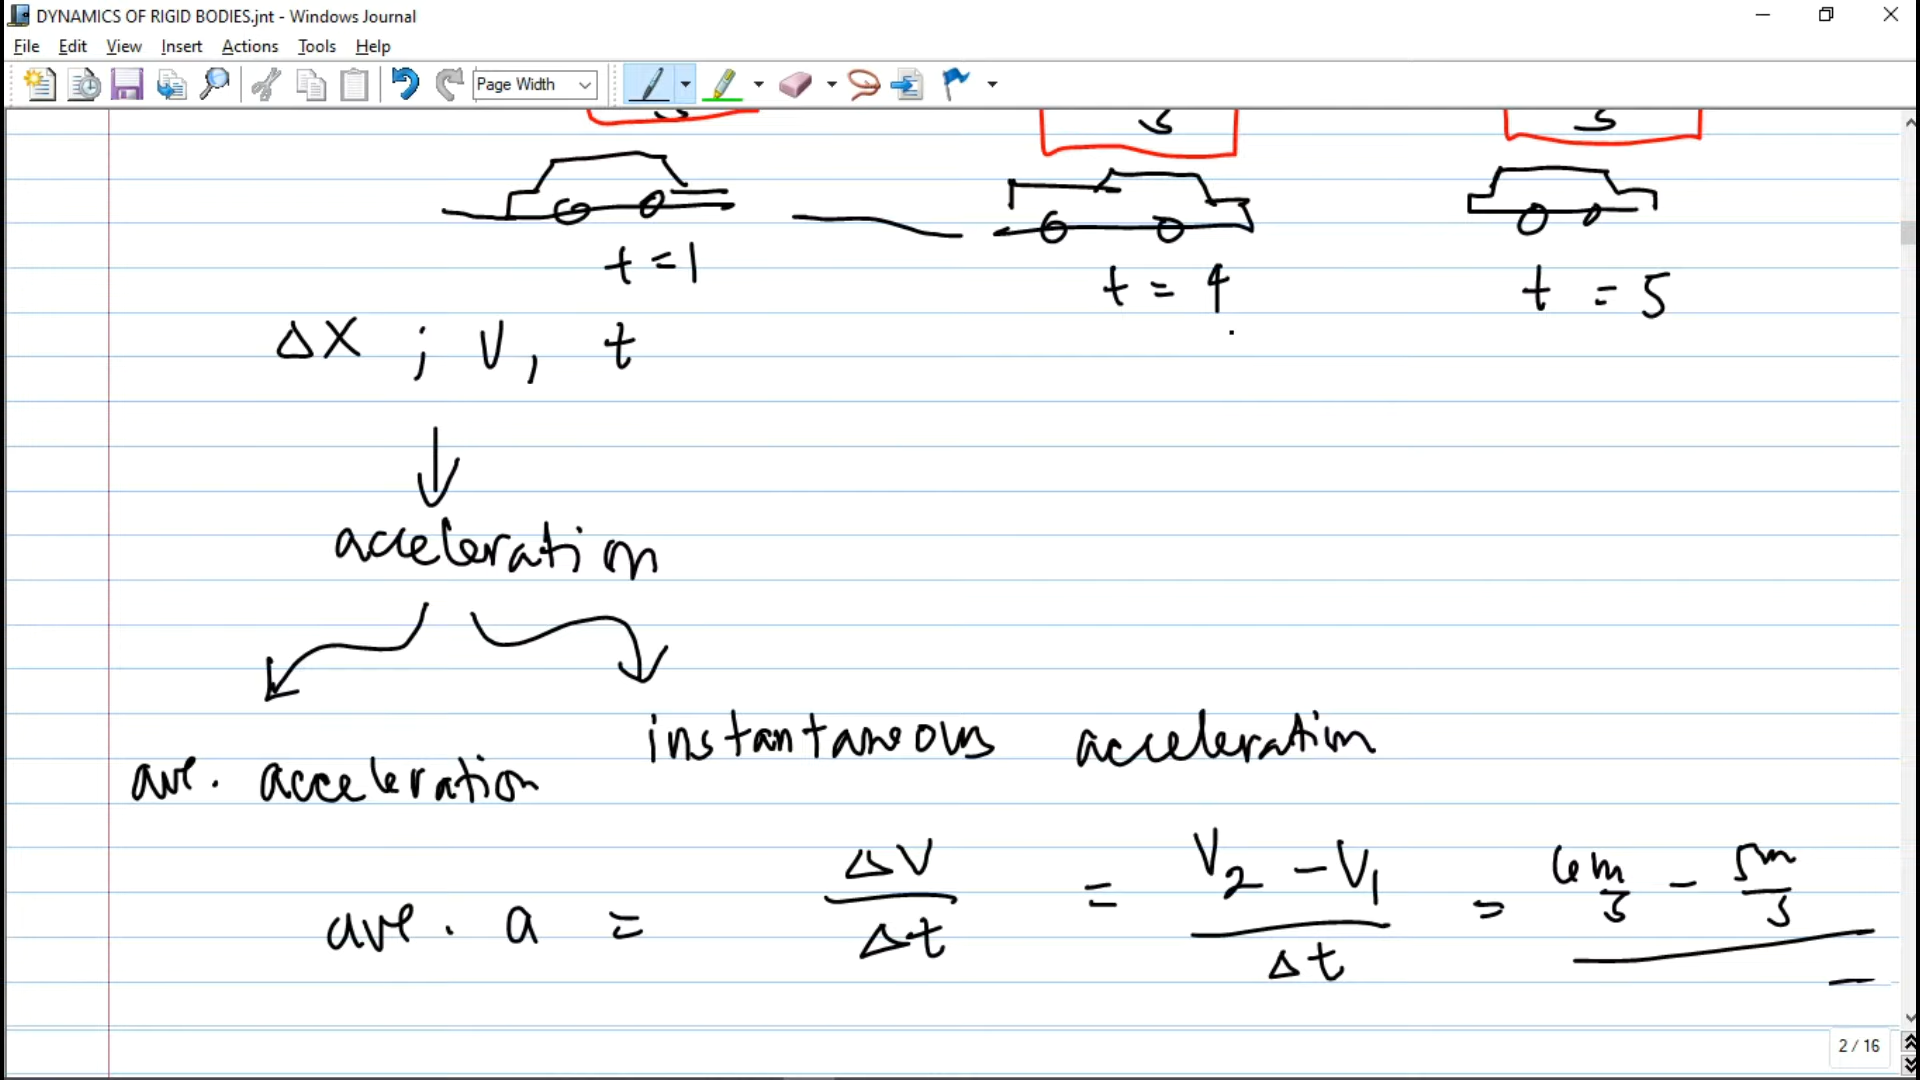 DYNAMICS OF RIGID BODIES.jnt - Windows Journal
File Edit View Insert Actions Tools Help
Page Width
s s s
t = 1
t = 4
t = 5
Δx ; v, t
acceleration
instantaneous acceleration
ave. acceleration
ave. a = Δv / Δt = v₂ - v₁ / Δt = 6m/s - 5m/s
2 / 16